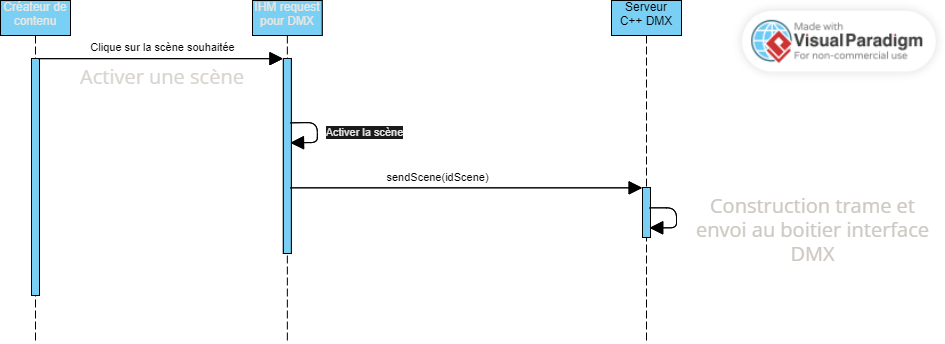 Créateur de
contenu
IHM request
pour DMX
Serveur
C++ DMX
Made with
Visual Paradigm
For non-commercial use
Clique sur la scène souhaitée
Activer une scène
Activer la scène
sendScene(idScene)
Construction trame et
envoi au boitier interface
DMX